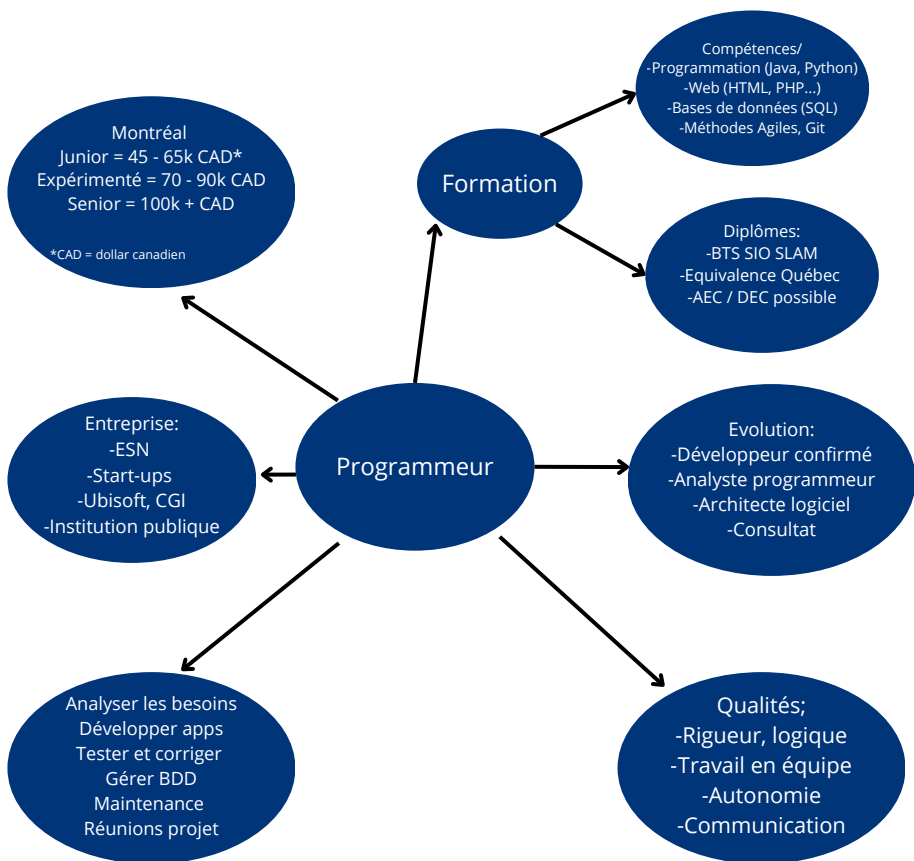 Compétences/
-Programmation (Java, Python)
-Web (HTML, PHP...)
-Bases de données (SQL)
-Méthodes Agiles, Git
Montréal
Junior = 45 - 65k CAD*
Expérimenté = 70 - 90k CAD
Senior = 100k + CAD
*CAD = dollar canadien
Formation
Diplômes:
-BTS SIO SLAM
-Equivalence Québec
-AEC / DEC possible
Entreprise:
-ESN
-Start-ups
-Ubisoft, CGI
-Institution publique
Programmeur
Evolution:
-Développeur confirmé
-Analyste programmeur
-Architecte logiciel
-Consultat
Analyser les besoins
Développer apps
Tester et corriger
Gérer BDD
Maintenance
Réunions projet
Qualités;
-Rigueur, logique
-Travail en équipe
-Autonomie
-Communication